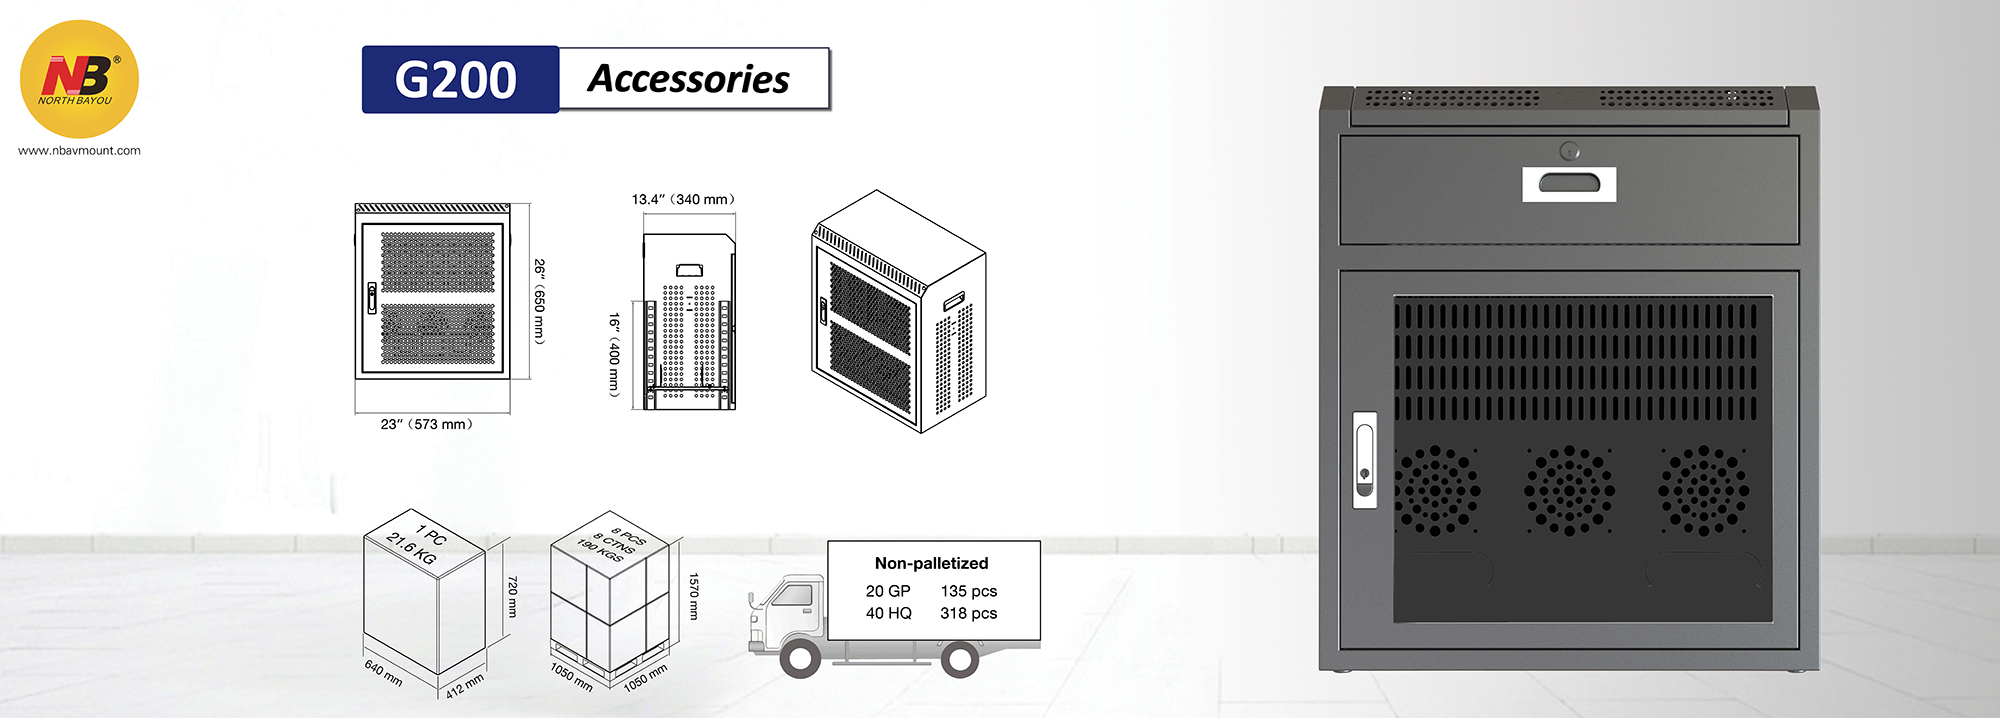 NB®
NORTH BAYOU
www.nbavmount.com
G200 Accessories
26” (650 mm)
23” (573 mm)
13.4” (340 mm)
16” (400 mm)
1 PC
21.6 KG
720 mm
640 mm
412 mm
8 PCS
8 CTNS
190 KGS
1570 mm
1050 mm
1050 mm
Non-palletized
20 GP 135 pcs
40 HQ 318 pcs